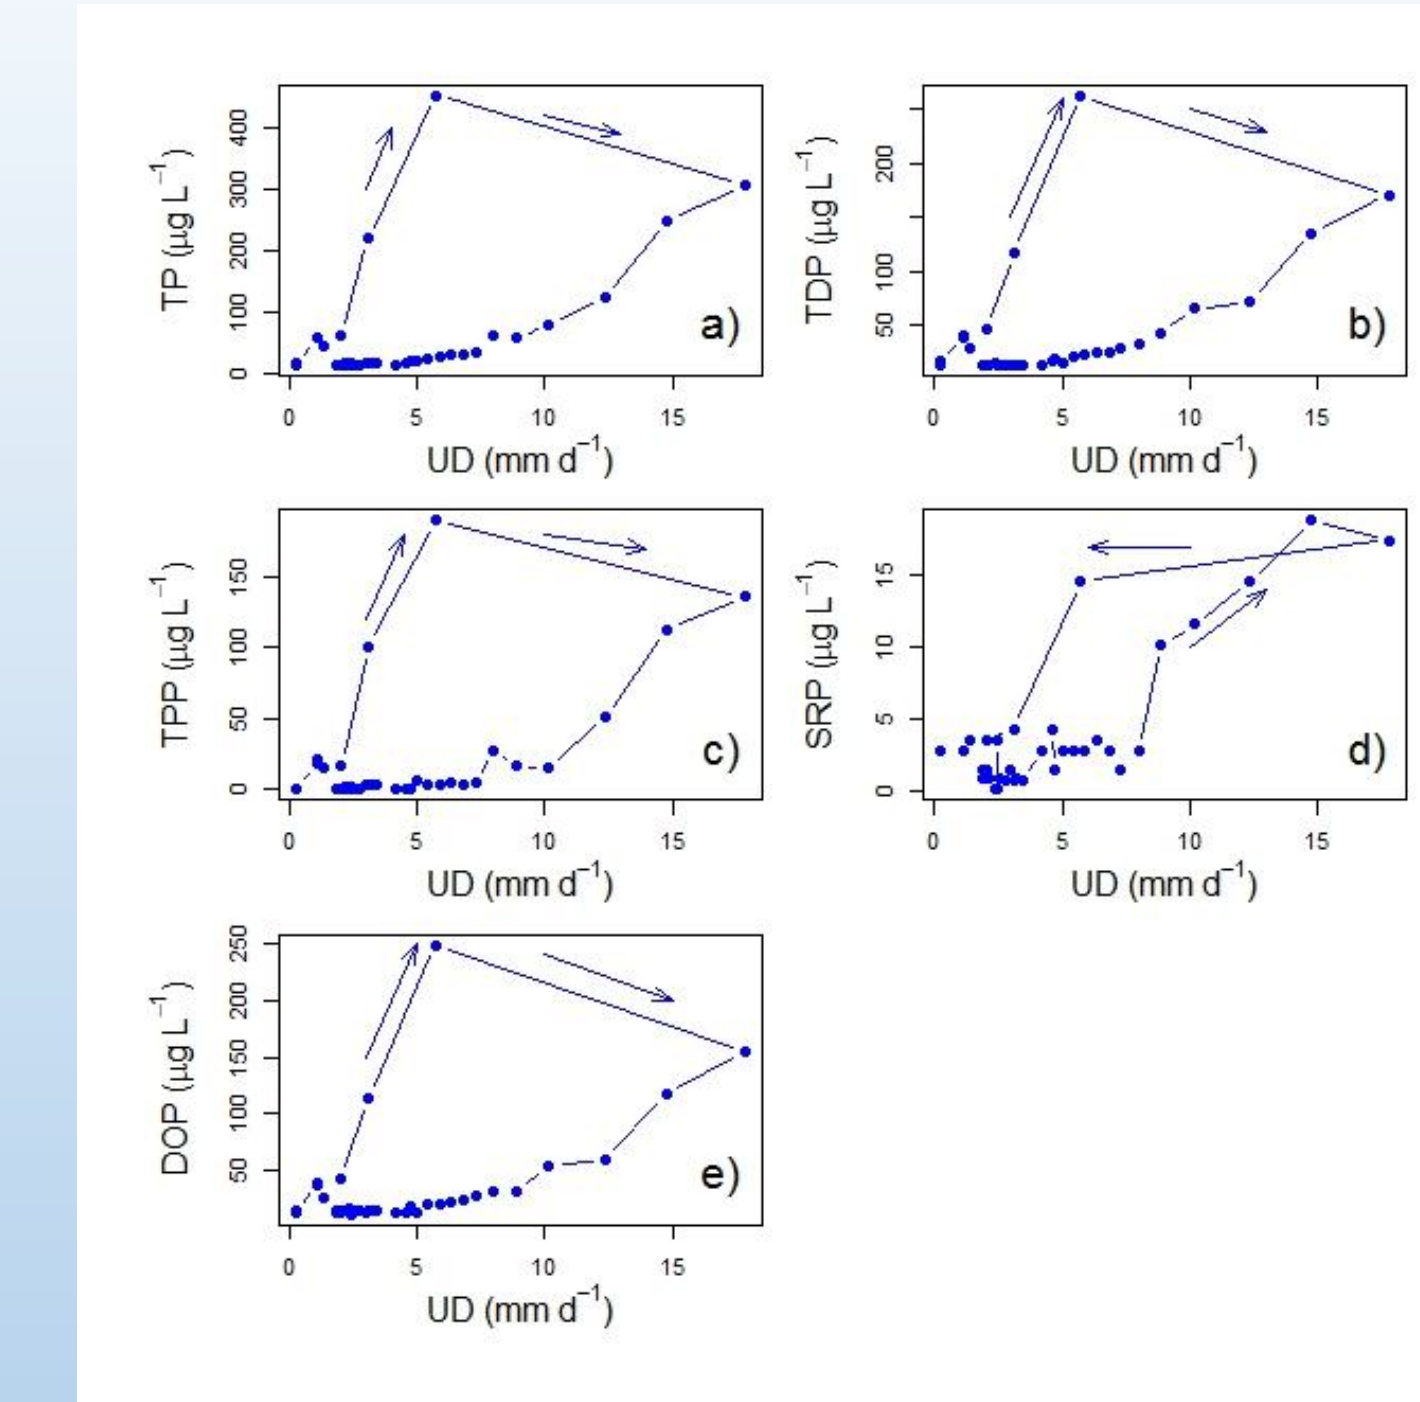 TP (μg L⁻¹)
400
300
200
100
0
a)
0 5 10 15
UD (mm d⁻¹)
TDP (μg L⁻¹)
200
100
50
b)
0 5 10 15
UD (mm d⁻¹)
TPP (μg L⁻¹)
150
100
50
0
c)
0 5 10 15
UD (mm d⁻¹)
SRP (μg L⁻¹)
15
10
5
0
d)
0 5 10 15
UD (mm d⁻¹)
DOP (μg L⁻¹)
250
200
150
100
50
e)
0 5 10 15
UD (mm d⁻¹)